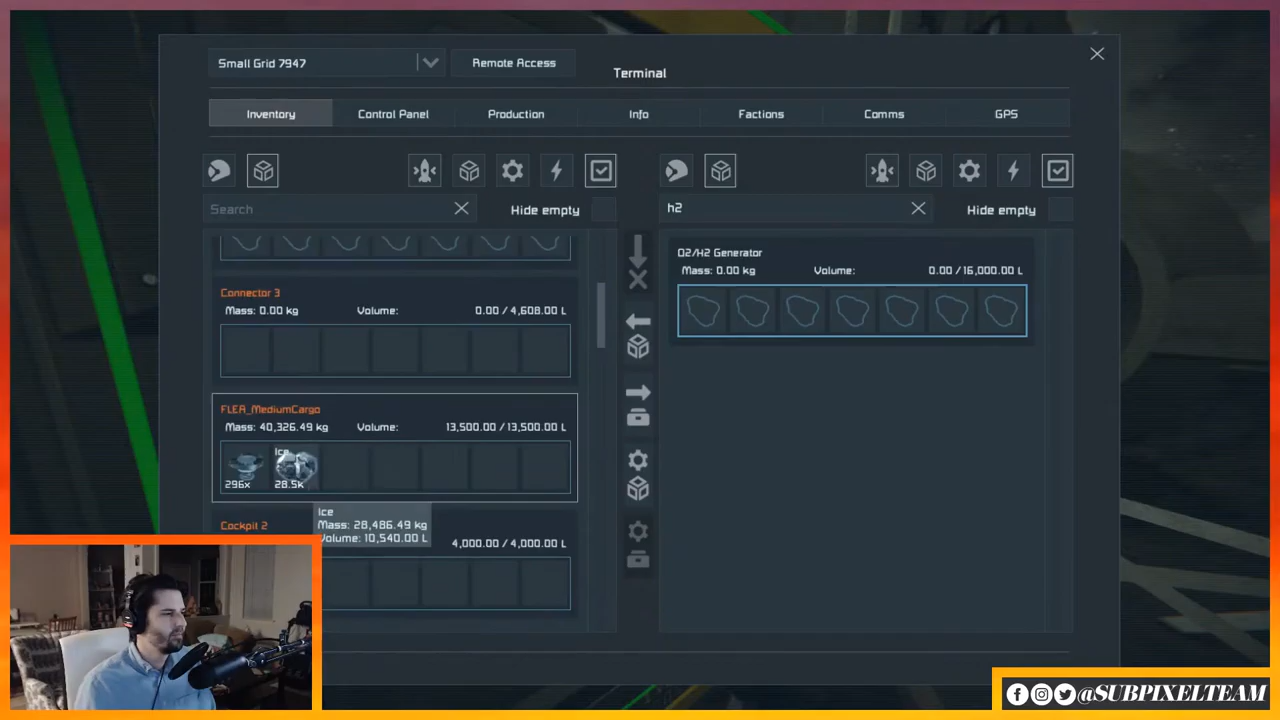 Small Grid 7947
Remote Access
Terminal
Inventory
Control Panel
Production
Info
Factions
Comms
GPS
Search
Hide empty
h2
Hide empty
Connector 3
Mass: 0.00 kg Volume: 0.00 / 4,608.00 L
FLEA_MediumCargo
Mass: 40,326.49 kg Volume: 13,500.00 / 13,500.00 L
Ice
296x 28.5k
Ice
Mass: 28,486.49 kg
Volume: 10,540.00 L
Cockpit 2
4,000.00 / 4,000.00 L
O2/H2 Generator
Mass: 0.00 kg Volume: 0.00 / 16,000.00 L
@SUBPIXELTEAM